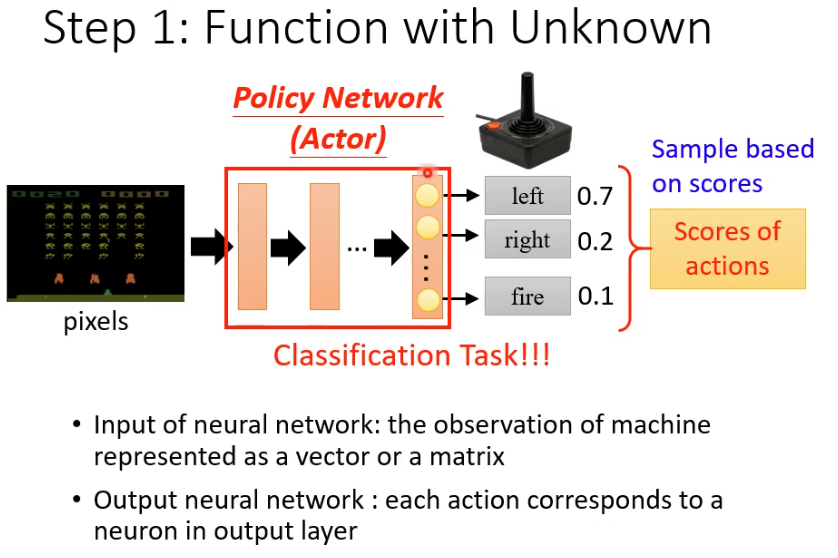 Step 1: Function with Unknown
Policy Network
(Actor)
pixels
...
left 0.7
right 0.2
fire 0.1
Sample based
on scores
Scores of
actions
Classification Task!!!
• Input of neural network: the observation of machine
represented as a vector or a matrix
• Output neural network : each action corresponds to a
neuron in output layer